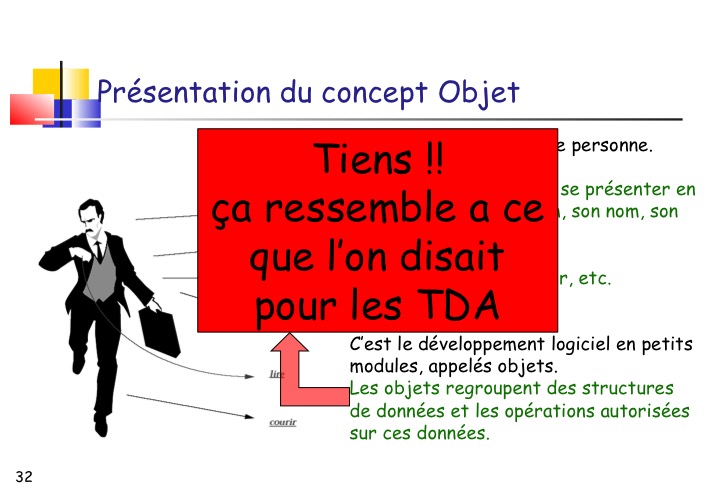 Présentation du concept Objet
e personne.
Tiens !!
ça ressemble a ce
que l'on disait
pour les TDA
se présenter en
, son nom, son
r, etc.
C'est le développement logiciel en petits
modules, appelés objets.
Les objets regroupent des structures
de données et les opérations autorisées
sur ces données.
lire
courir
32